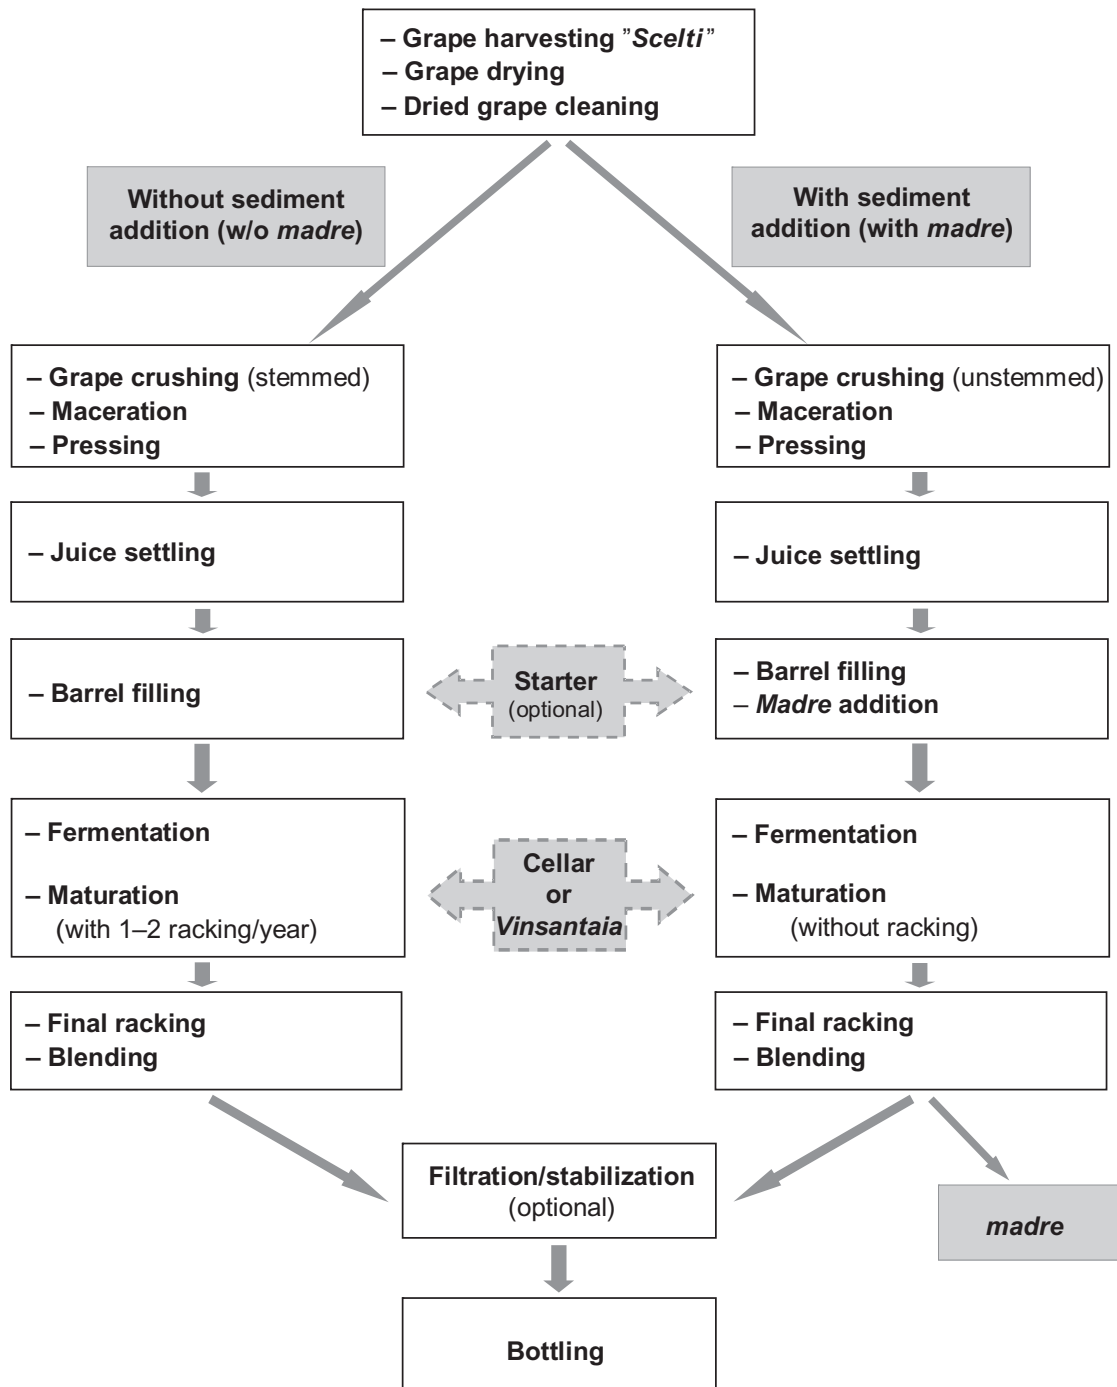 – Grape harvesting ”Scelti”
– Grape drying
– Dried grape cleaning
Without sediment
addition (w/o madre)
With sediment
addition (with madre)
– Grape crushing (stemmed)
– Maceration
– Pressing
– Grape crushing (unstemmed)
– Maceration
– Pressing
– Juice settling
– Juice settling
– Barrel filling
Starter
(optional)
– Barrel filling
– Madre addition
– Fermentation
– Maturation
(with 1–2 racking/year)
Cellar
or
Vinsantaia
– Fermentation
– Maturation
(without racking)
– Final racking
– Blending
– Final racking
– Blending
Filtration/stabilization
(optional)
madre
Bottling